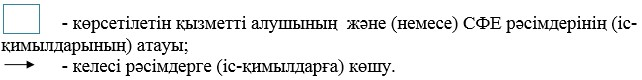 - көрсетілетін қызметті алушының және (немесе) СФЕ рәсімдерінің (іс-
қимылдарының) атауы;
- келесі рәсімдерге (іс-қимылдарға) көшу.